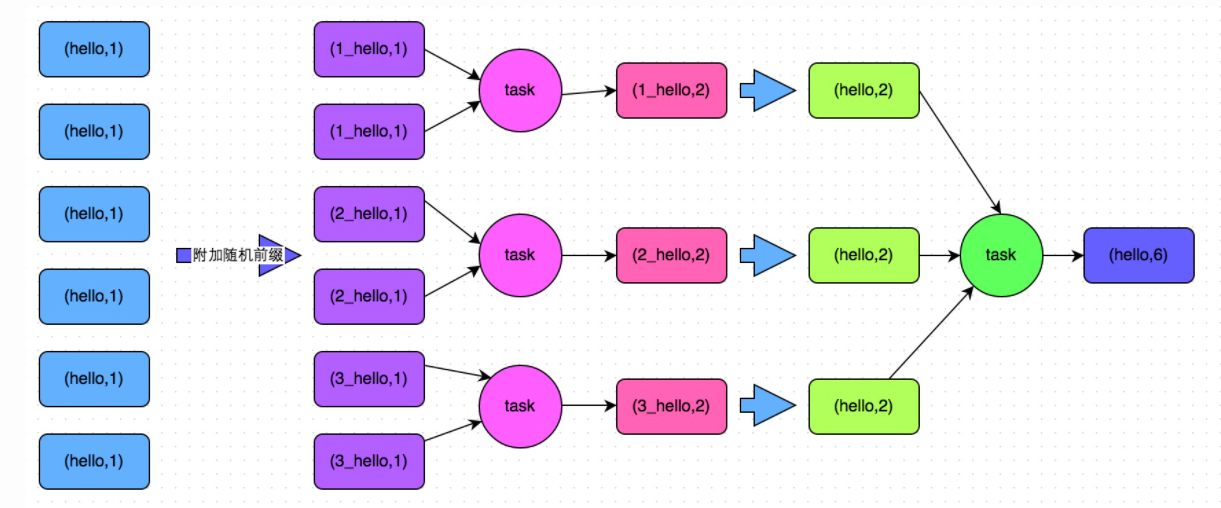 (hello,1)
(hello,1)
(hello,1)
(hello,1)
(hello,1)
(hello,1)
附加随机前缀
(1_hello,1)
(1_hello,1)
(2_hello,1)
(2_hello,1)
(3_hello,1)
(3_hello,1)
task
task
task
(1_hello,2)
(2_hello,2)
(3_hello,2)
(hello,2)
(hello,2)
(hello,2)
task
(hello,6)